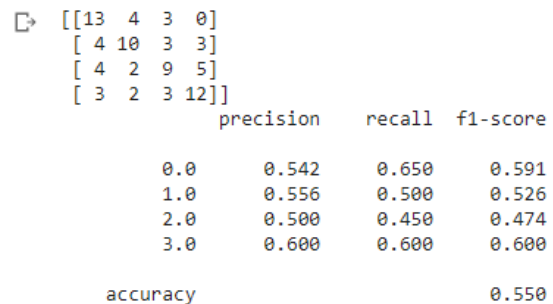 [[13 4 3 0]
[ 4 10 3 3]
[ 4 2 9 5]
[ 3 2 3 12]]
precision recall f1-score
0.0 0.542 0.650 0.591
1.0 0.556 0.500 0.526
2.0 0.500 0.450 0.474
3.0 0.600 0.600 0.600
accuracy 0.550